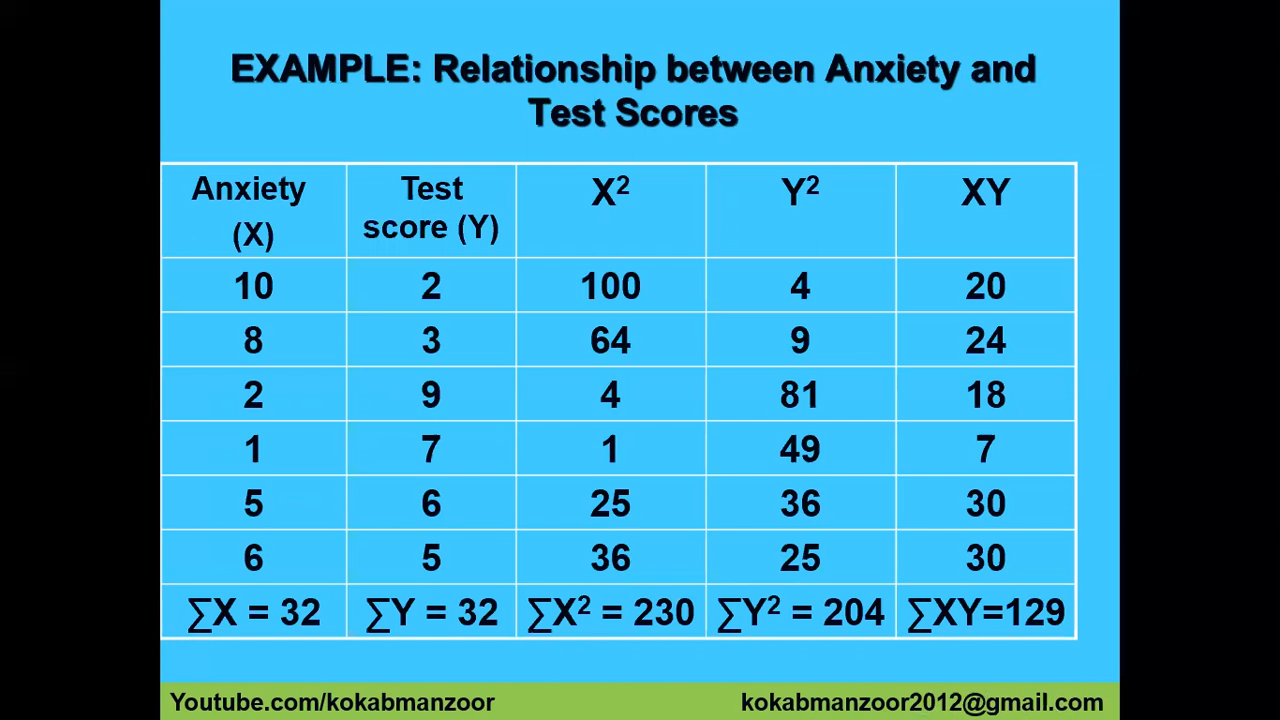 EXAMPLE: Relationship between Anxiety and
Test Scores
Anxiety
(X)
Test
score (Y)
X²
Y²
XY
10 2 100 4 20
8 3 64 9 24
2 9 4 81 18
1 7 1 49 7
5 6 25 36 30
6 5 36 25 30
∑X = 32 ∑Y = 32 ∑X² = 230 ∑Y² = 204 ∑XY=129
Youtube.com/kokabmanzoor kokabmanzoor2012@gmail.com